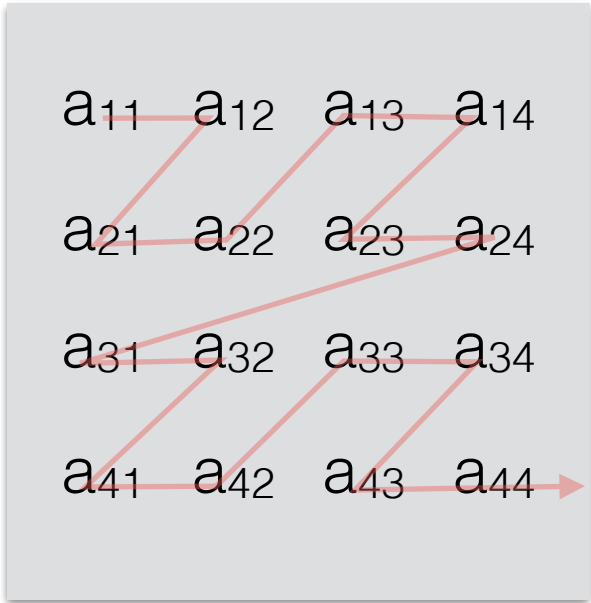 a₁₁ a₁₂ a₁₃ a₁₄
a₂₁ a₂₂ a₂₃ a₂₄
a₃₁ a₃₂ a₃₃ a₃₄
a₄₁ a₄₂ a₄₃ a₄₄